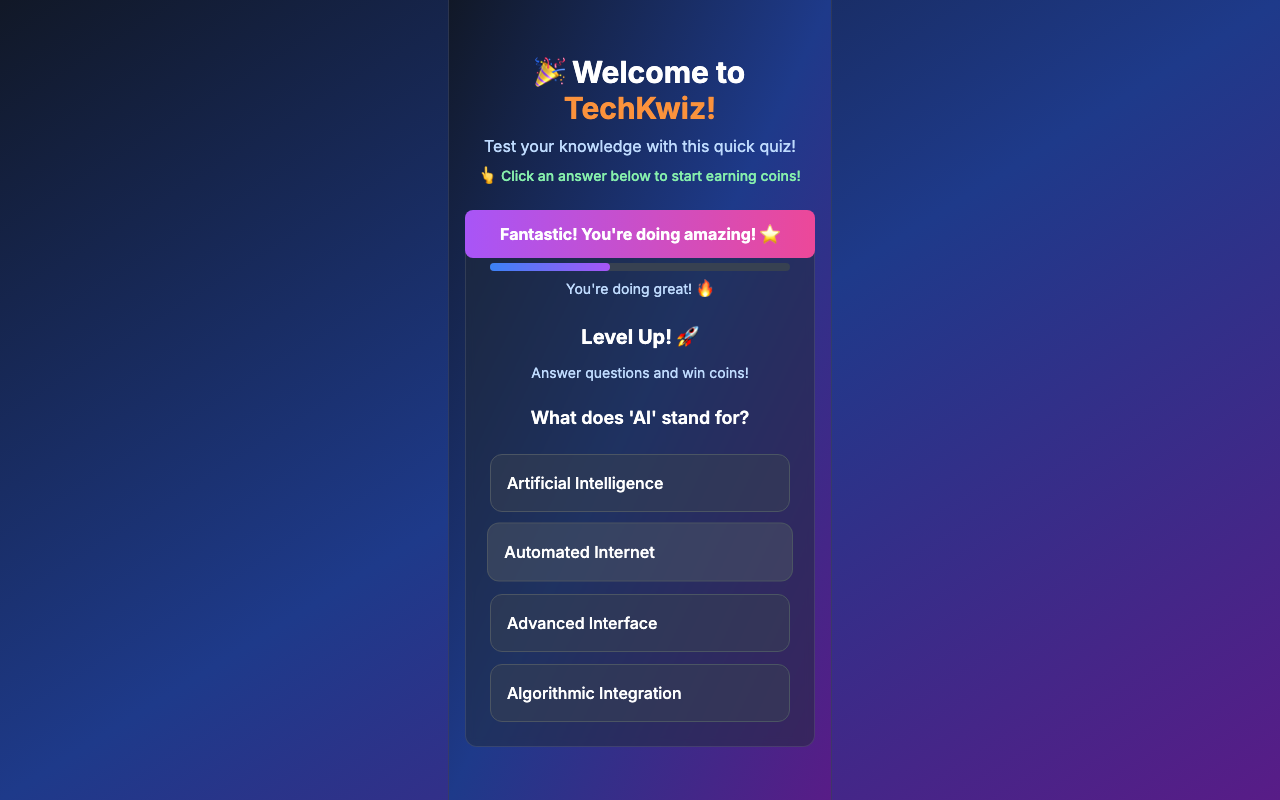 🎉 Welcome to
TechKwiz!
Test your knowledge with this quick quiz!
👆 Click an answer below to start earning coins!
Fantastic! You're doing amazing! ⭐
You're doing great! 🔥
Level Up! 🚀
Answer questions and win coins!
What does 'AI' stand for?
Artificial Intelligence
Automated Internet
Advanced Interface
Algorithmic Integration